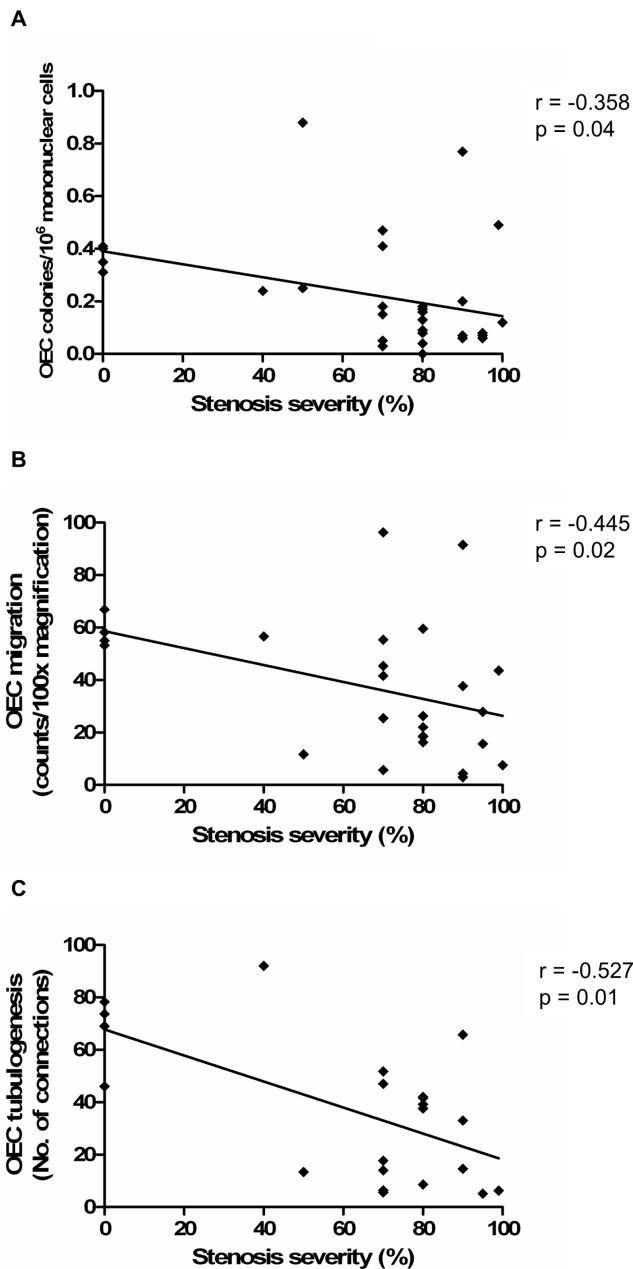 A
OEC colonies/10⁶ mononuclear cells
1.0
0.8
0.6
0.4
0.2
0.0
0 20 40 60 80 100
Stenosis severity (%)
r = -0.358
p = 0.04
B
OEC migration
(counts/100x magnification)
100
80
60
40
20
0
0 20 40 60 80 100
Stenosis severity (%)
r = -0.445
p = 0.02
C
OEC tubulogenesis
(No. of connections)
100
80
60
40
20
0
0 20 40 60 80 100
Stenosis severity (%)
r = -0.527
p = 0.01